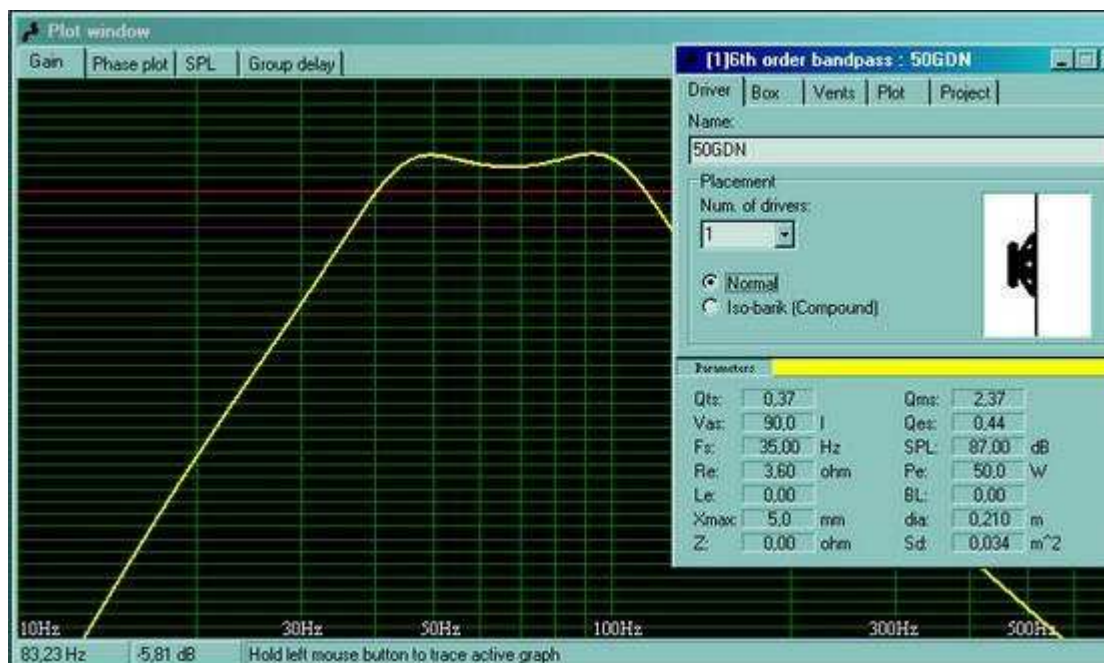 Plot window
Gain Phase plot SPL Group delay
[1]6th order bandpass : 50GDN
Driver Box Vents Plot Project
Name:
50GDN
Placement
Num. of drivers:
1
Normal
Iso-barik (Compound)
Parameters
Qts: 0,37 Qms: 2,37
Vas: 90,0 l Qes: 0,44
Fs: 35,00 Hz SPL: 87,00 dB
Re: 3,60 ohm Pe: 50,0 W
Le: 0,00 BL: 0,00
Xmax: 5,0 mm dia: 0,210 m
Z: 0,00 ohm Sd: 0,034 m^2
10Hz 30Hz 50Hz 100Hz 300Hz 500Hz
83,23 Hz -5,81 dB Hold left mouse button to trace active graph